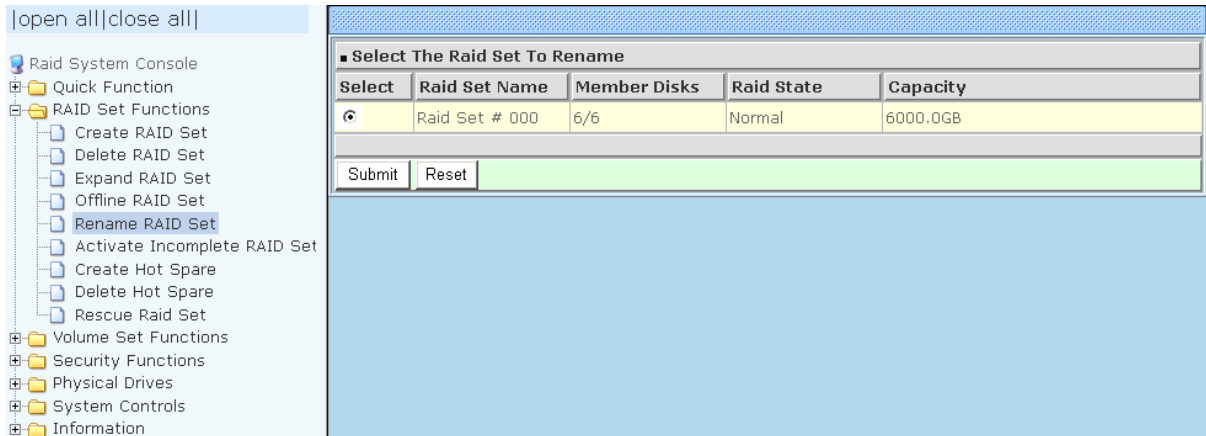 |open all|close all|
Raid System Console
Quick Function
RAID Set Functions
Create RAID Set
Delete RAID Set
Expand RAID Set
Offline RAID Set
Rename RAID Set
Activate Incomplete RAID Set
Create Hot Spare
Delete Hot Spare
Rescue Raid Set
Volume Set Functions
Security Functions
Physical Drives
System Controls
Information
Select The Raid Set To Rename
Select Raid Set Name Member Disks Raid State Capacity
Raid Set # 000 6/6 Normal 6000.0GB
Submit Reset